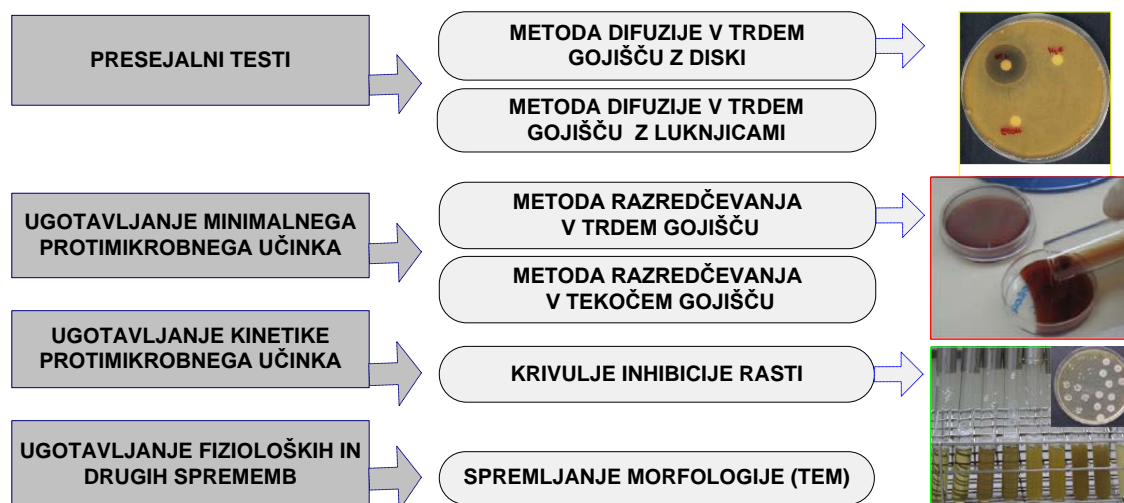 PRESEJALNI TESTI
METODA DIFUZIJE V TRDEM
GOJIŠČU Z DISKI
METODA DIFUZIJE V TRDEM
GOJIŠČU Z LUKNJICAMI
UGOTAVLJANJE MINIMALNEGA
PROTIMIKROBNEGA UČINKA
METODA RAZREDČEVANJA
V TRDEM GOJIŠČU
METODA RAZREDČEVANJA
V TEKOČEM GOJIŠČU
UGOTAVLJANJE KINETIKE
PROTIMIKROBNEGA UČINKA
KRIVULJE INHIBICIJE RASTI
UGOTAVLJANJE FIZIOLOŠKIH IN
DRUGIH SPREMEMB
SPREMLJANJE MORFOLOGIJE (TEM)